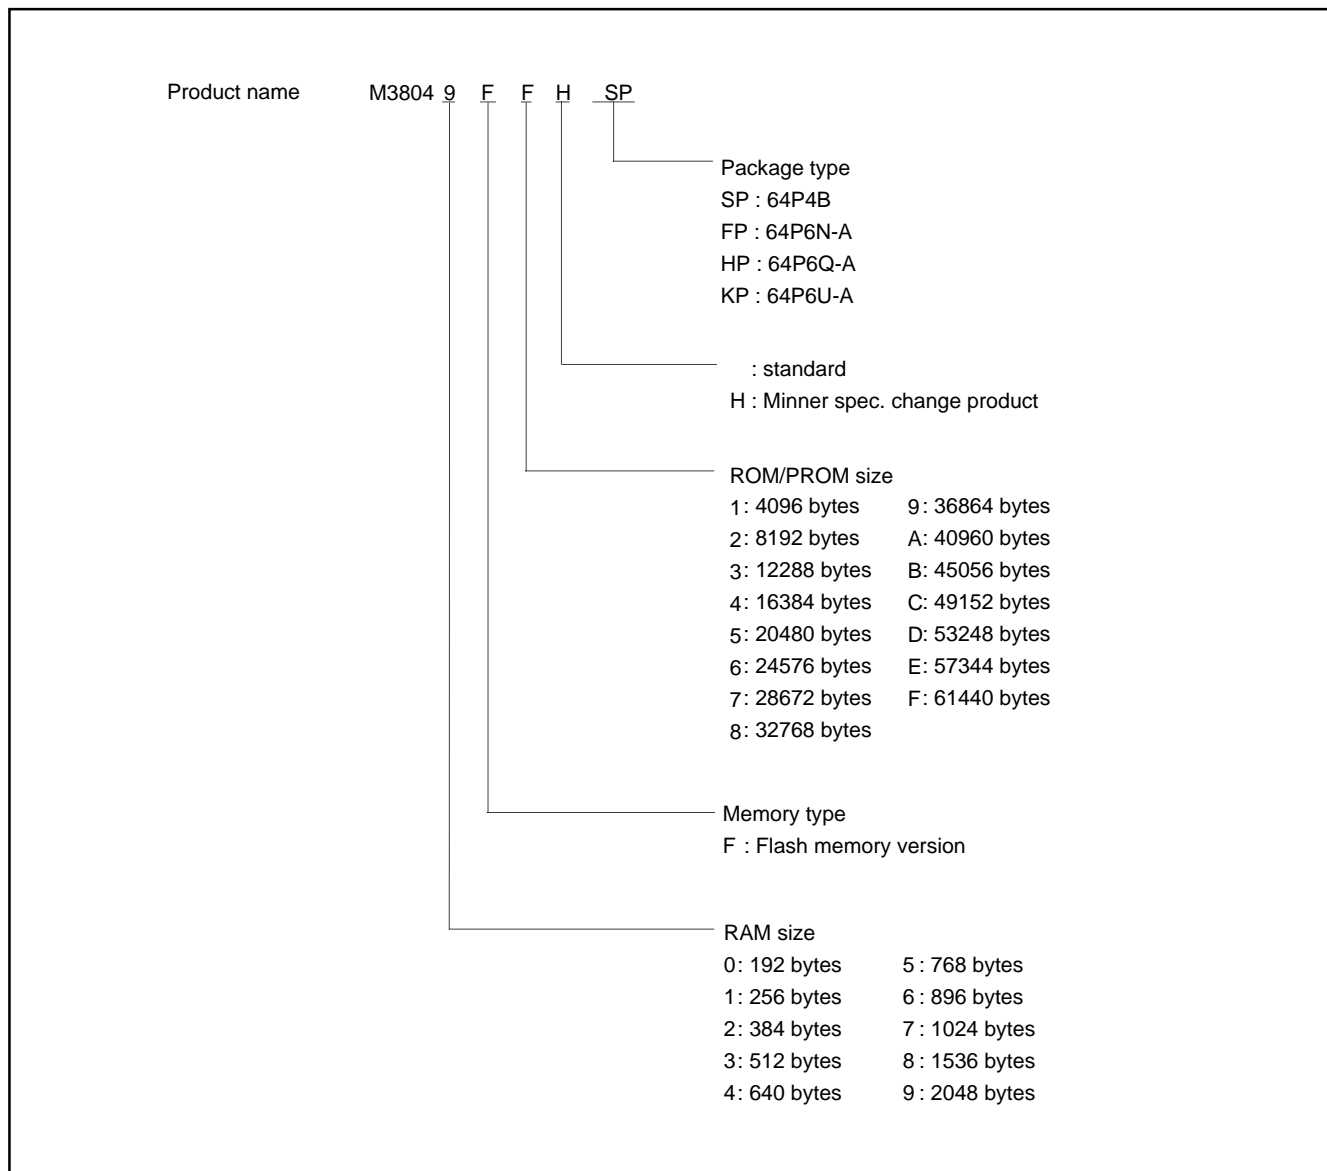 Product name M3804 9 F F H SP
Package type
SP : 64P4B
FP : 64P6N-A
HP : 64P6Q-A
KP : 64P6U-A
: standard
H : Minner spec. change product
ROM/PROM size
1: 4096 bytes 9: 36864 bytes
2: 8192 bytes A: 40960 bytes
3: 12288 bytes B: 45056 bytes
4: 16384 bytes C: 49152 bytes
5: 20480 bytes D: 53248 bytes
6: 24576 bytes E: 57344 bytes
7: 28672 bytes F: 61440 bytes
8: 32768 bytes
Memory type
F : Flash memory version
RAM size
0: 192 bytes 5: 768 bytes
1: 256 bytes 6: 896 bytes
2: 384 bytes 7: 1024 bytes
3: 512 bytes 8: 1536 bytes
4: 640 bytes 9: 2048 bytes